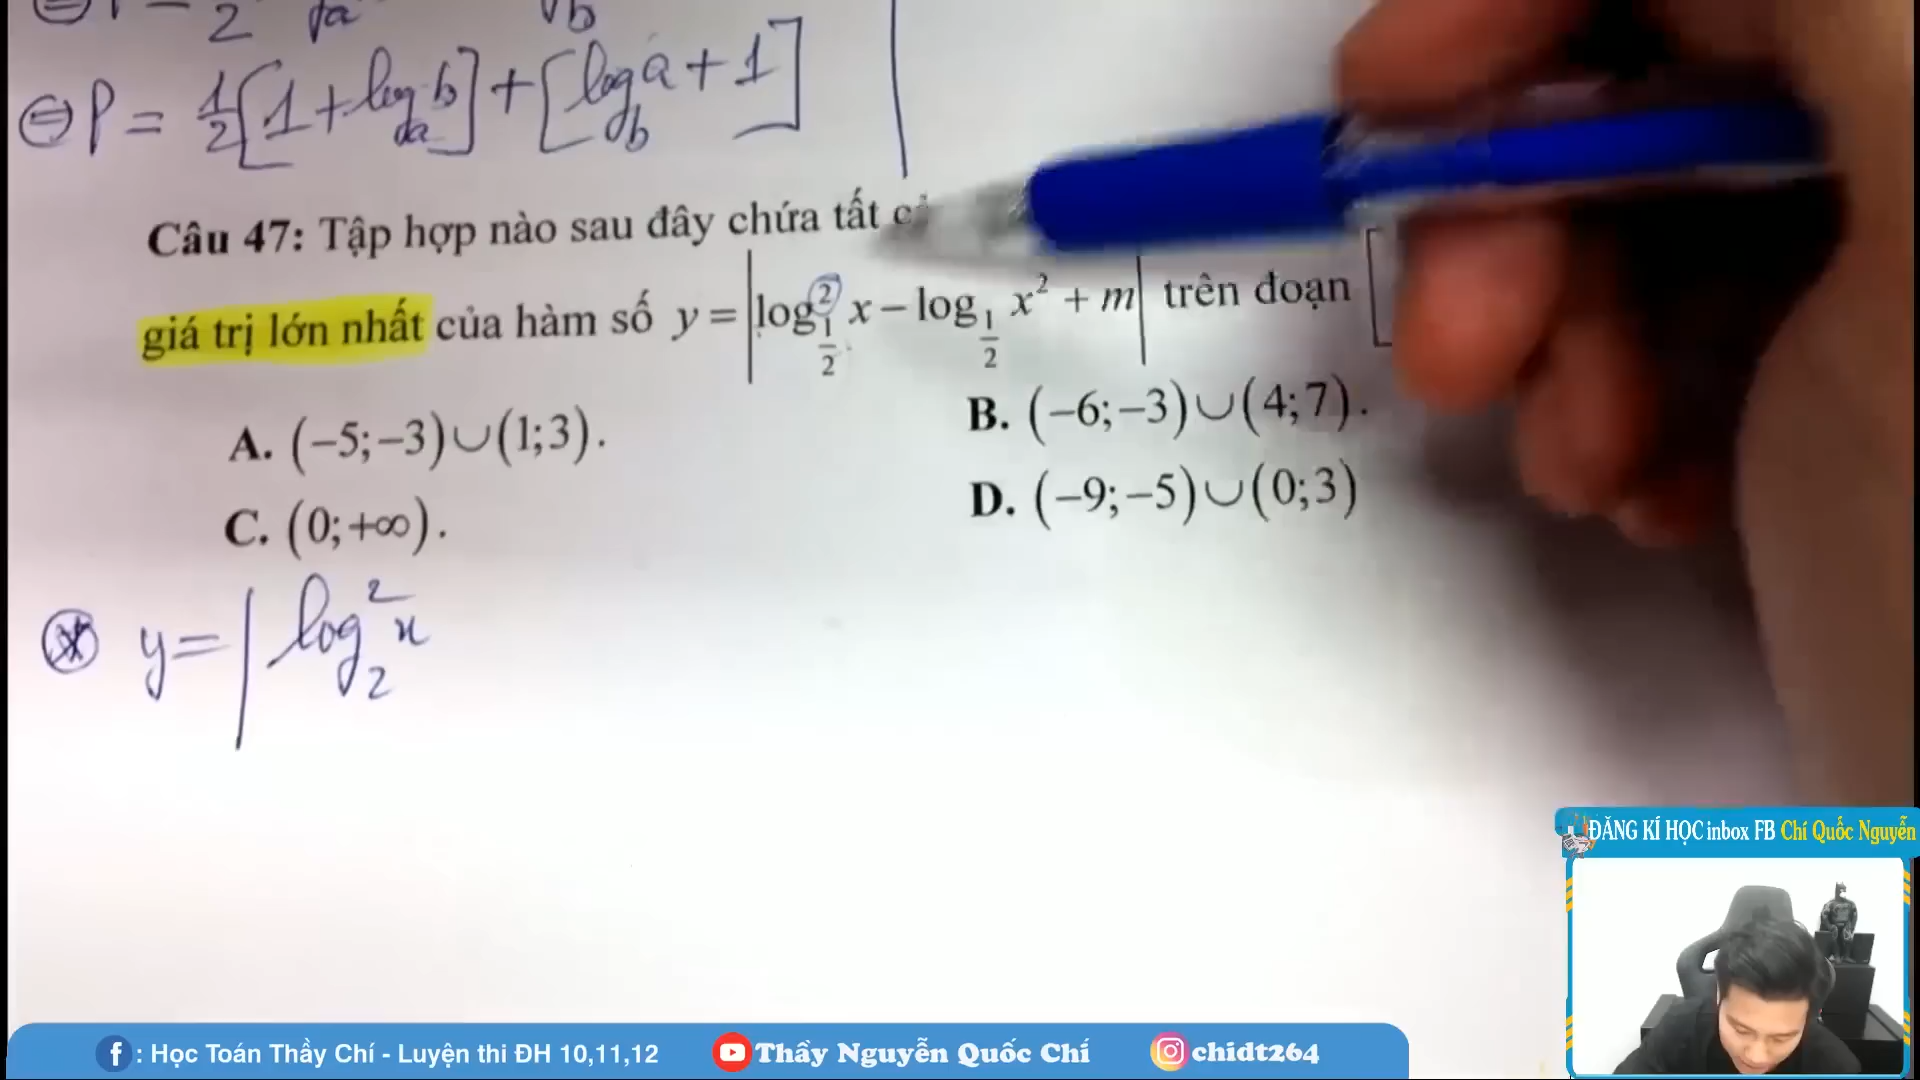 2 √a √b
⇔ P = 1/2 [1 + log_√a b] + [log_√b a + 1]
Câu 47: Tập hợp nào sau đây chứa tất
giá trị lớn nhất của hàm số y = |log²_{1/2} x − log_{1/2} x² + m| trên đoạn [
A. (−5;−3)∪(1;3).
B. (−6;−3)∪(4;7).
C. (0;+∞).
D. (−9;−5)∪(0;3)
y = | log²₂ x
ĐĂNG KÍ HỌC inbox FB Chí Quốc Nguyễn
: Học Toán Thầy Chí - Luyện thi ĐH 10,11,12
Thầy Nguyễn Quốc Chí
chidt264